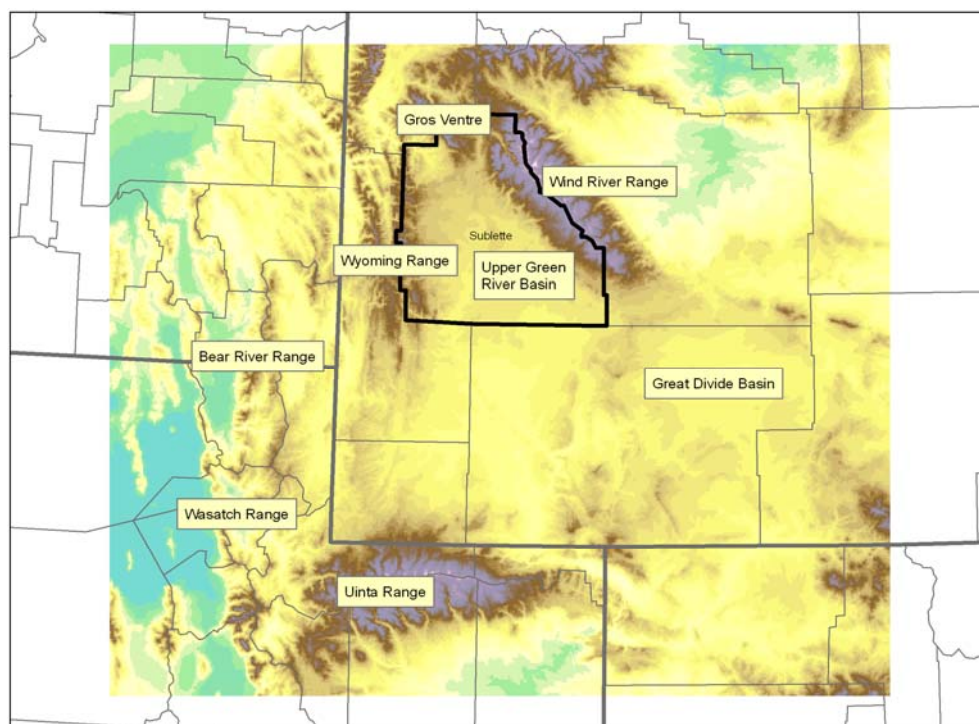 Gros Ventre
Wind River Range
Sublette
Wyoming Range
Upper Green
River Basin
Bear River Range
Great Divide Basin
Wasatch Range
Uinta Range